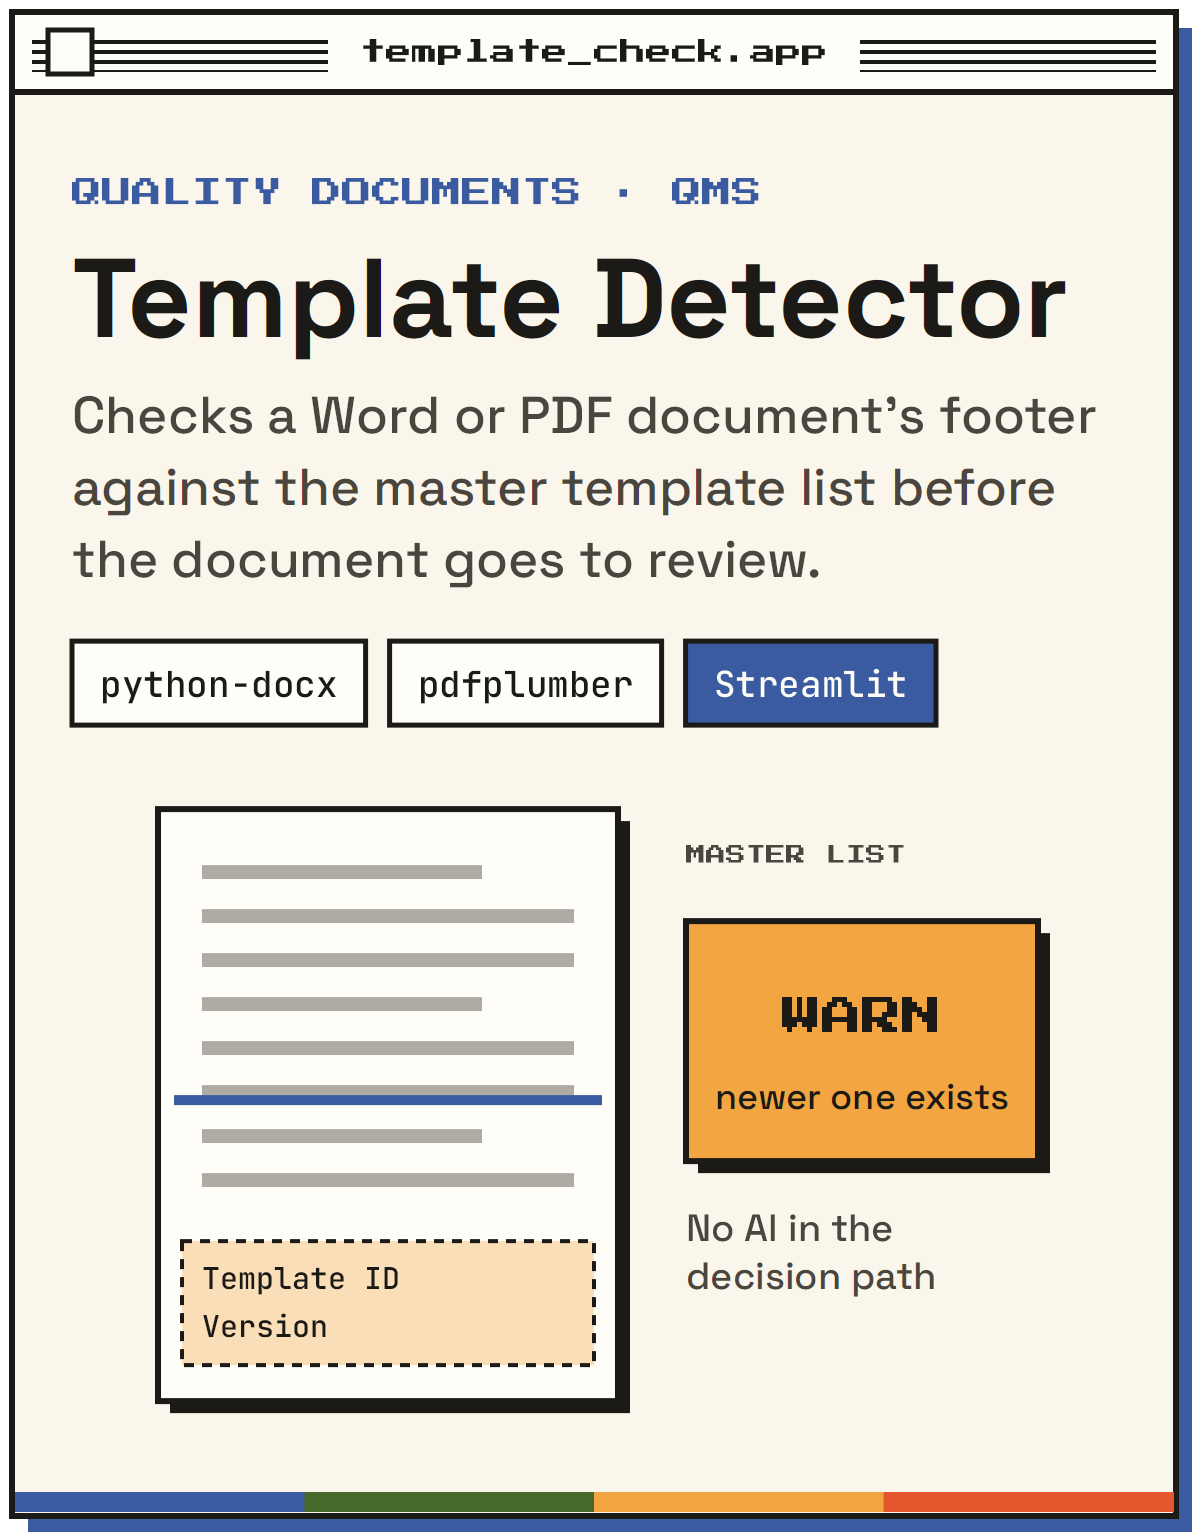 template_check.app
QUALITY DOCUMENTS · QMS
Template Detector
Checks a Word or PDF document’s footer
against the master template list before
the document goes to review.
python-docx
pdfplumber
Streamlit
Template ID
Version
MASTER LIST
WARN
newer one exists
No AI in the
decision path